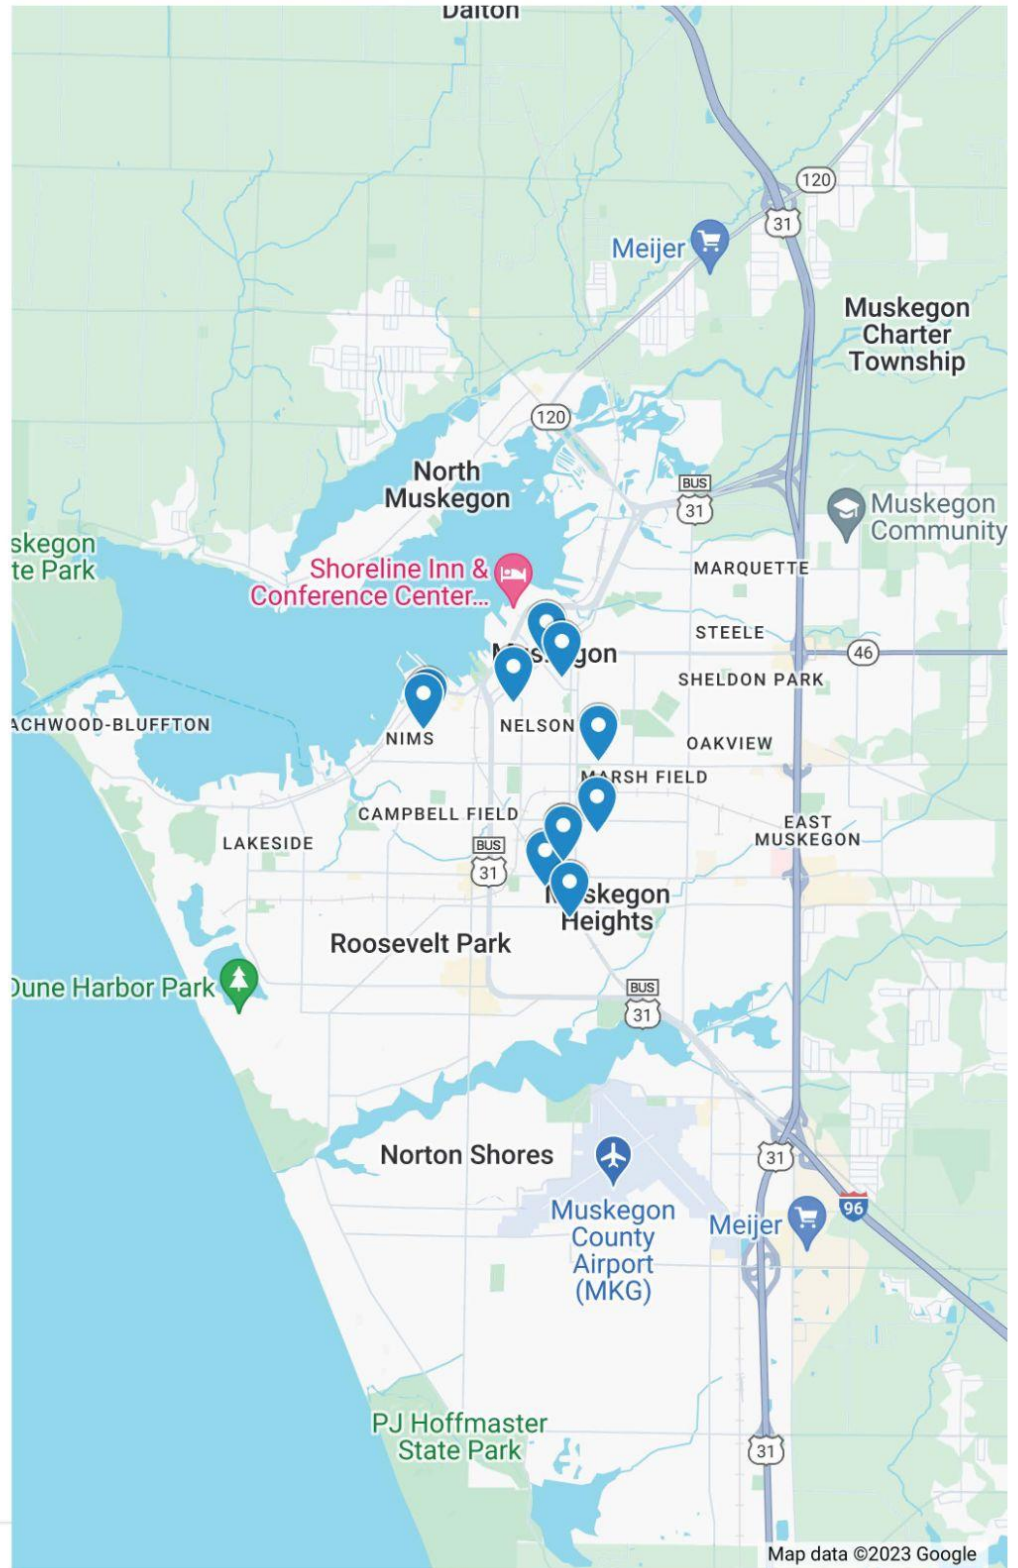 Dalton
120
31
Meijer
Muskegon
Charter
Township
120
North
Muskegon
BUS
31
Muskegon
Community
skegon
te Park
Shoreline Inn &
Conference Center...
MARQUETTE
STEELE
46
SHELDON PARK
ACHWOOD-BLUFFTON
NIMS
NELSON
OAKVIEW
MARSH FIELD
CAMPBELL FIELD
EAST
MUSKEGON
LAKESIDE
BUS
31
Heights
Roosevelt Park
Dune Harbor Park
BUS
31
Norton Shores
31
96
Muskegon
County
Airport
(MKG)
Meijer
PJ Hoffmaster
State Park
31
Map data ©2023 Google